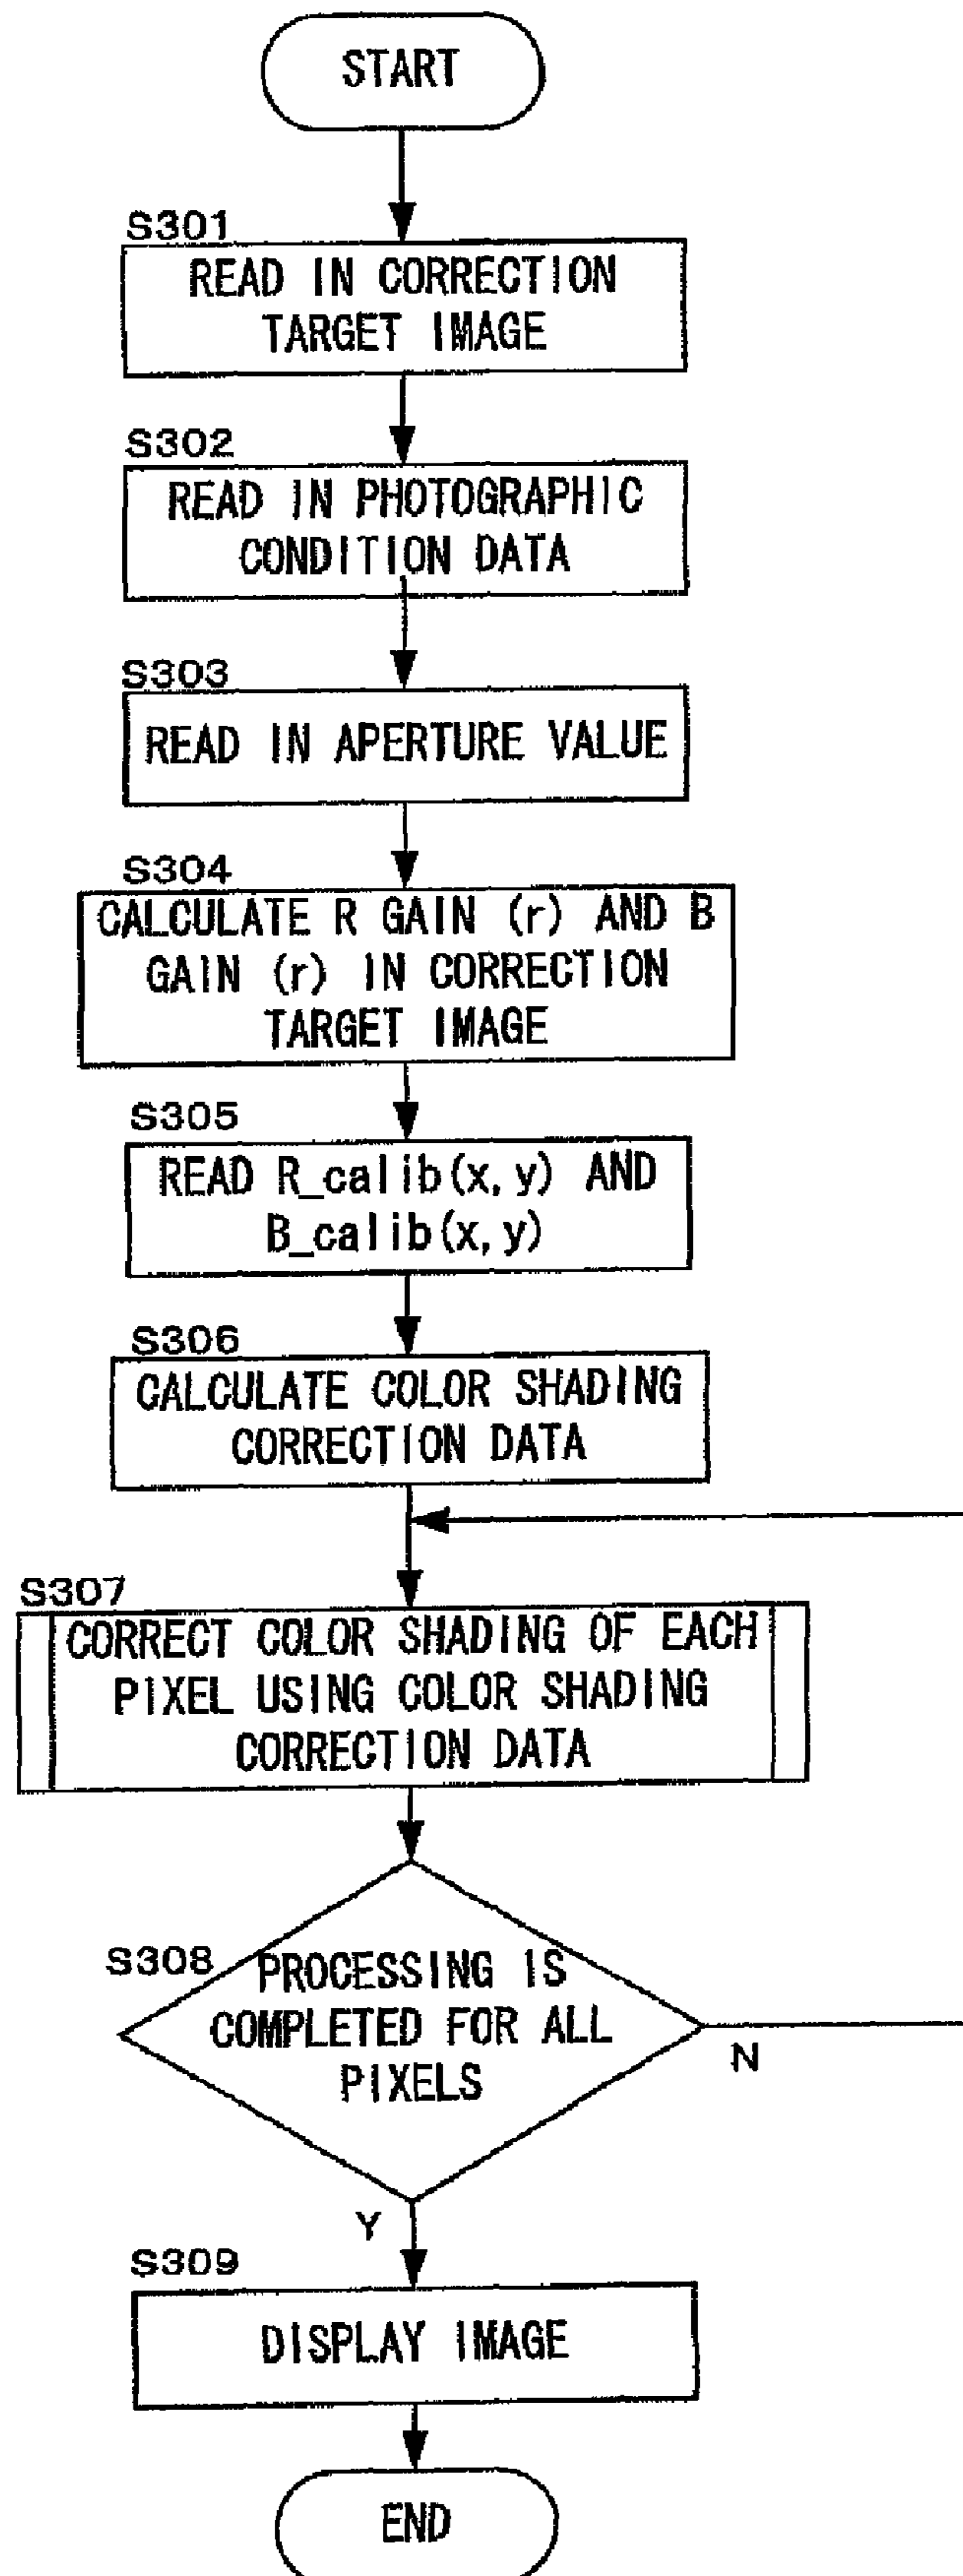 START
S301
READ IN CORRECTION
TARGET IMAGE
S302
READ IN PHOTOGRAPHIC
CONDITION DATA
S303
READ IN APERTURE VALUE
S304
CALCULATE R GAIN (r) AND B
GAIN (r) IN CORRECTION
TARGET IMAGE
S305
READ R_calib(x, y) AND
B_calib(x, y)
S306
CALCULATE COLOR SHADING
CORRECTION DATA
S307
CORRECT COLOR SHADING OF EACH
PIXEL USING COLOR SHADING
CORRECTION DATA
S308
PROCESSING IS
COMPLETED FOR ALL
PIXELS
N
Y
S309
DISPLAY IMAGE
END